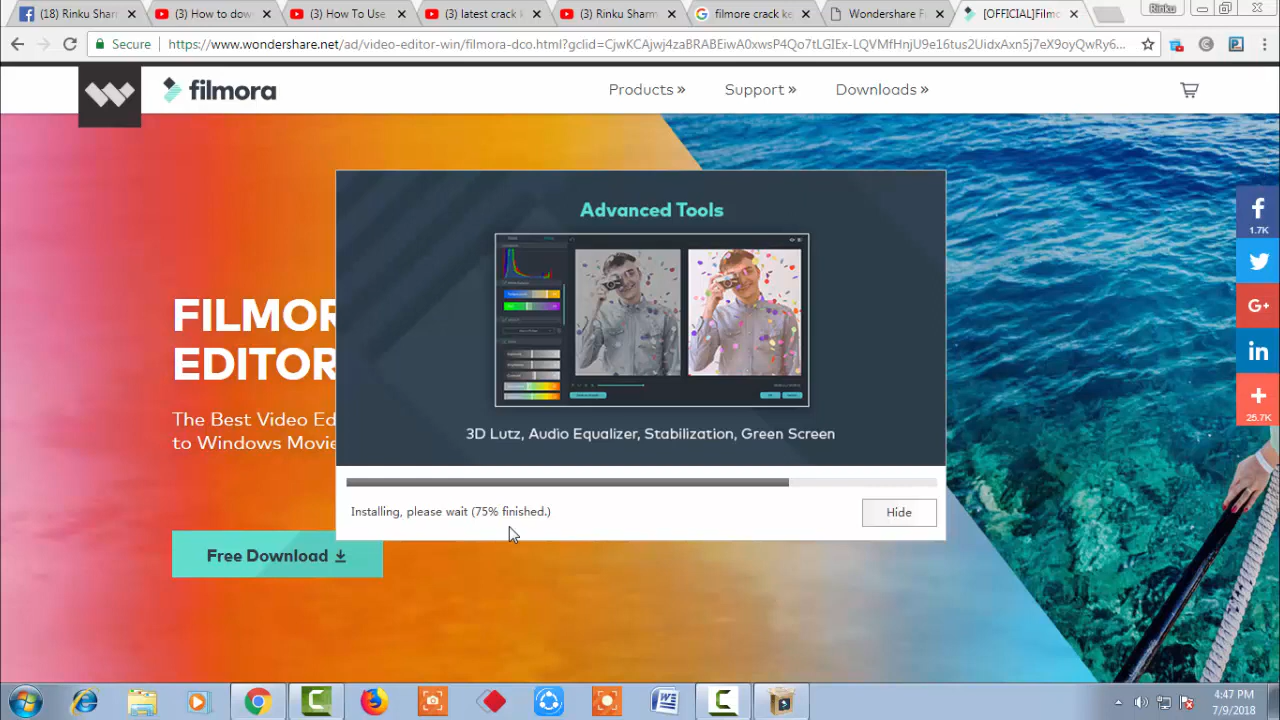 (18) Rinku Sharm
(3) How to dow
(3) How To Use
(3) latest crack k
(3) Rinku Sharm
filmore crack ke
Wondershare Fi
[OFFICIAL]Filmo
Rinku
Secure
https://www.wondershare.net/ad/video-editor-win/filmora-dco.html?gclid=CjwKCAjwj4zaBRABEiwA0xwsP4Qo7tLGIEx-LQVMfHnjU9e16tus2UidxAxn5j7eX9oyQwRy6...
filmora
Products »
Support »
Downloads »
Advanced Tools
3D Lutz, Audio Equalizer, Stabilization, Green Screen
Installing, please wait (75% finished.)
Hide
FILMOR
EDITOR
The Best Video Ed
to Windows Movie
Free Download
1.7K
G+
in
25.7K
4:47 PM
7/9/2018